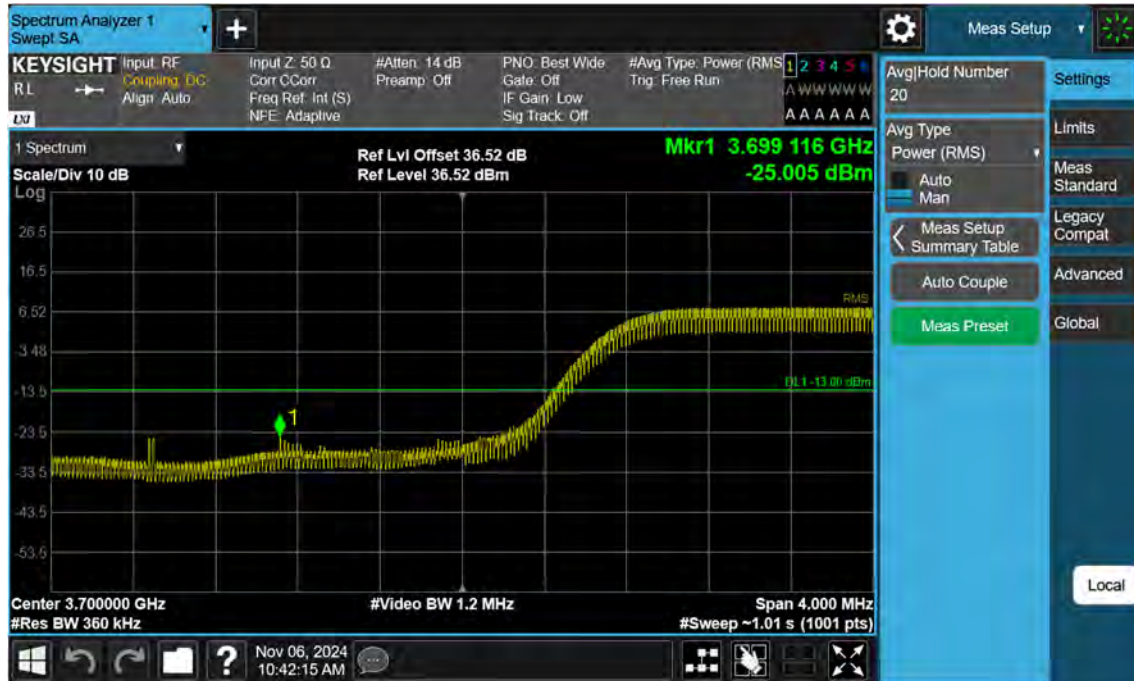 Spectrum Analyzer 1
Swept SA
+
Meas Setup
KEYSIGHT
RL
LXI
Input: RF
Coupling: DC
Align: Auto
Input Z: 50 Ω
Corr CCorr
Freq Ref: Int (S)
NFE: Adaptive
#Atten: 14 dB
Preamp: Off
PNO: Best Wide
Gate: Off
IF Gain: Low
Sig Track: Off
#Avg Type: Power (RMS
Trig: Free Run
1 2 3 4 5 6
A W W W W W
A A A A A A
1 Spectrum
Scale/Div 10 dB
Log
Ref Lvl Offset 36.52 dB
Ref Level 36.52 dBm
Mkr1 3.699 116 GHz
-25.005 dBm
26.5
16.5
6.52
-3.48
-13.5
-23.5
-33.5
-43.5
-53.5
RMS
DL1 -13.00 dBm
1
Center 3.700000 GHz
#Res BW 360 kHz
#Video BW 1.2 MHz
Span 4.000 MHz
#Sweep ~1.01 s (1001 pts)
?
Nov 06, 2024
10:42:15 AM
Avg|Hold Number
20
Avg Type
Power (RMS)
Auto
Man
Meas Setup
Summary Table
Auto Couple
Meas Preset
Settings
Limits
Meas
Standard
Legacy
Compat
Advanced
Global
Local